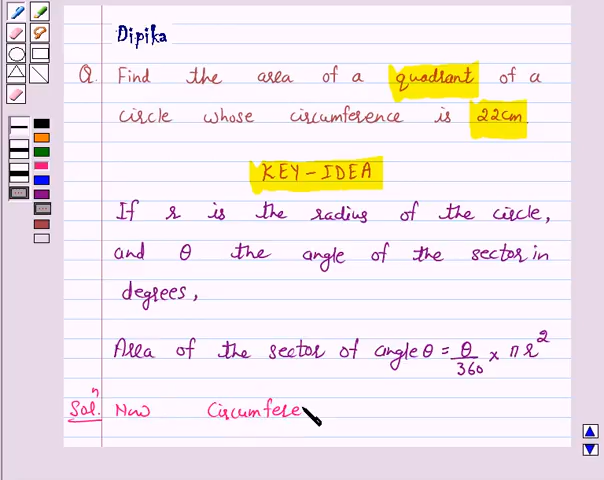 Dipika
Q. Find the area of a quadrant of a
circle whose circumference is 22cm.
KEY-IDEA
If r is the radius of the circle,
and θ the angle of the sector in
degrees,
Area of the sector of angle θ = θ/360 × πr²
Solⁿ. Now Circumfere